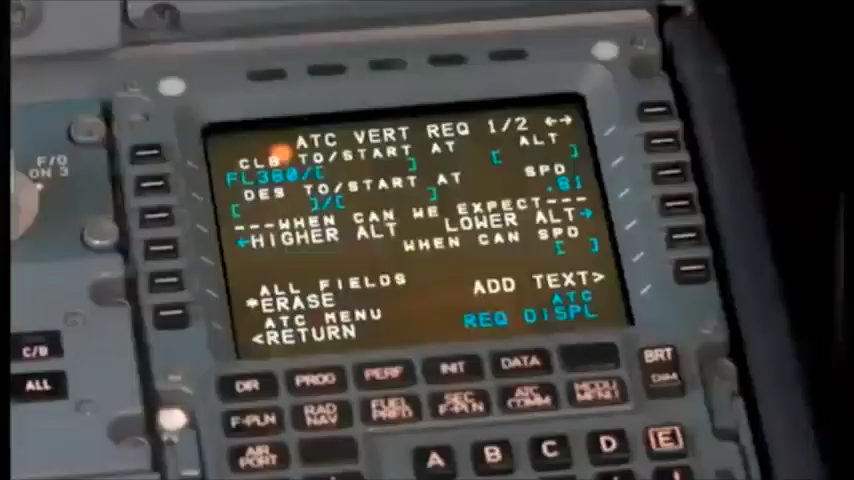 ATC VERT REQ 1/2 ←→
CLB TO/START AT ALT
FL380/[ ] [ ]
DES TO/START AT SPD
[ ]/[ ] .81
---WHEN CAN WE EXPECT---
←HIGHER ALT LOWER ALT→
WHEN CAN SPD
[ ]
ALL FIELDS
*ERASE ADD TEXT>
ATC MENU ATC
<RETURN REQ DISPL
F/O
ON 3
C/B
ALL
DIR PROG PERF INIT DATA
BRT
DIM
F-PLN RAD NAV FUEL PRED SEC F-PLN ATC COMM MCDU MENU
AIR PORT
A B C D E